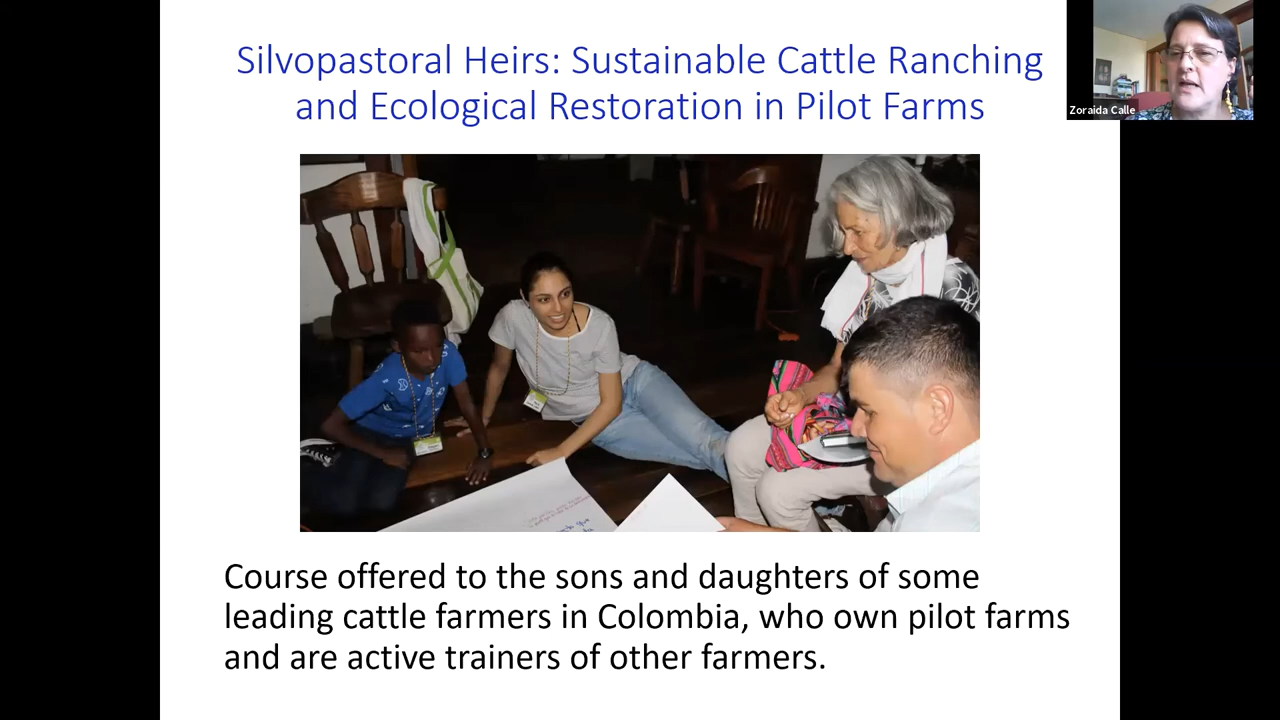 Silvopastoral Heirs: Sustainable Cattle Ranching
and Ecological Restoration in Pilot Farms
Zoraida Calle
Course offered to the sons and daughters of some
leading cattle farmers in Colombia, who own pilot farms
and are active trainers of other farmers.